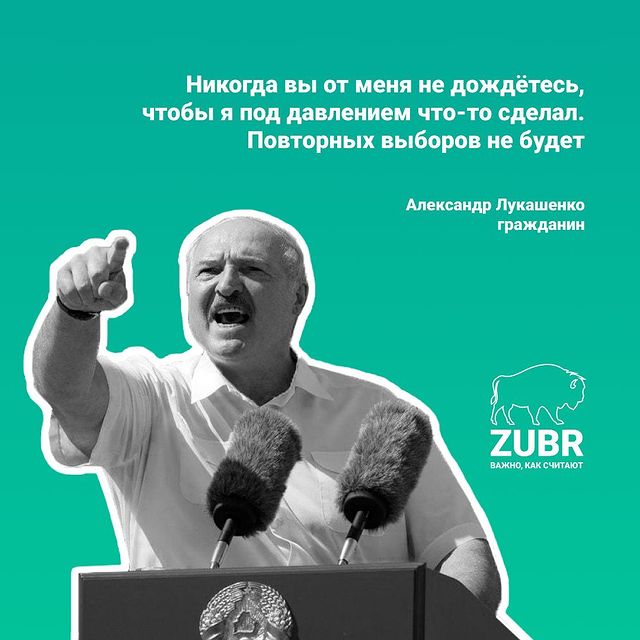 Никогда вы от меня не дождётесь,
чтобы я под давлением что-то сделал.
Повторных выборов не будет
Александр Лукашенко
гражданин
ZUBR
ВАЖНО, КАК СЧИТАЮТ